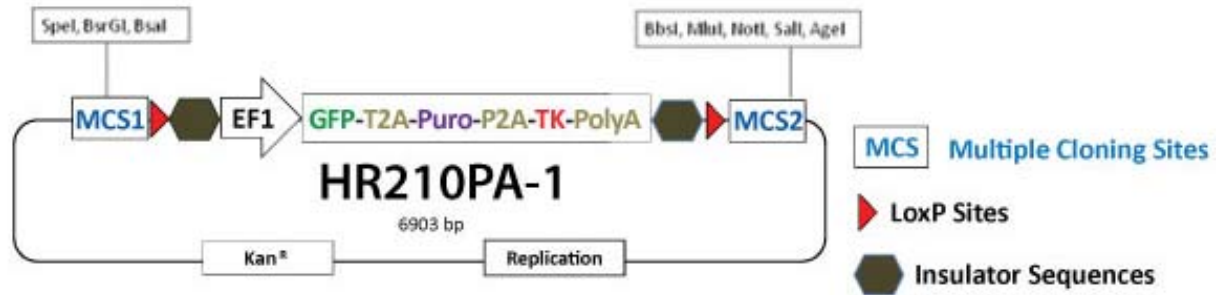 SpeI, BsrGI, BsaI
BbsI, MluI, NotI, SalI, AgeI
MCS1
EF1
GFP-T2A-Puro-P2A-TK-PolyA
MCS2
HR210PA-1
6903 bp
Kanᴿ
Replication
MCS Multiple Cloning Sites
LoxP Sites
Insulator Sequences